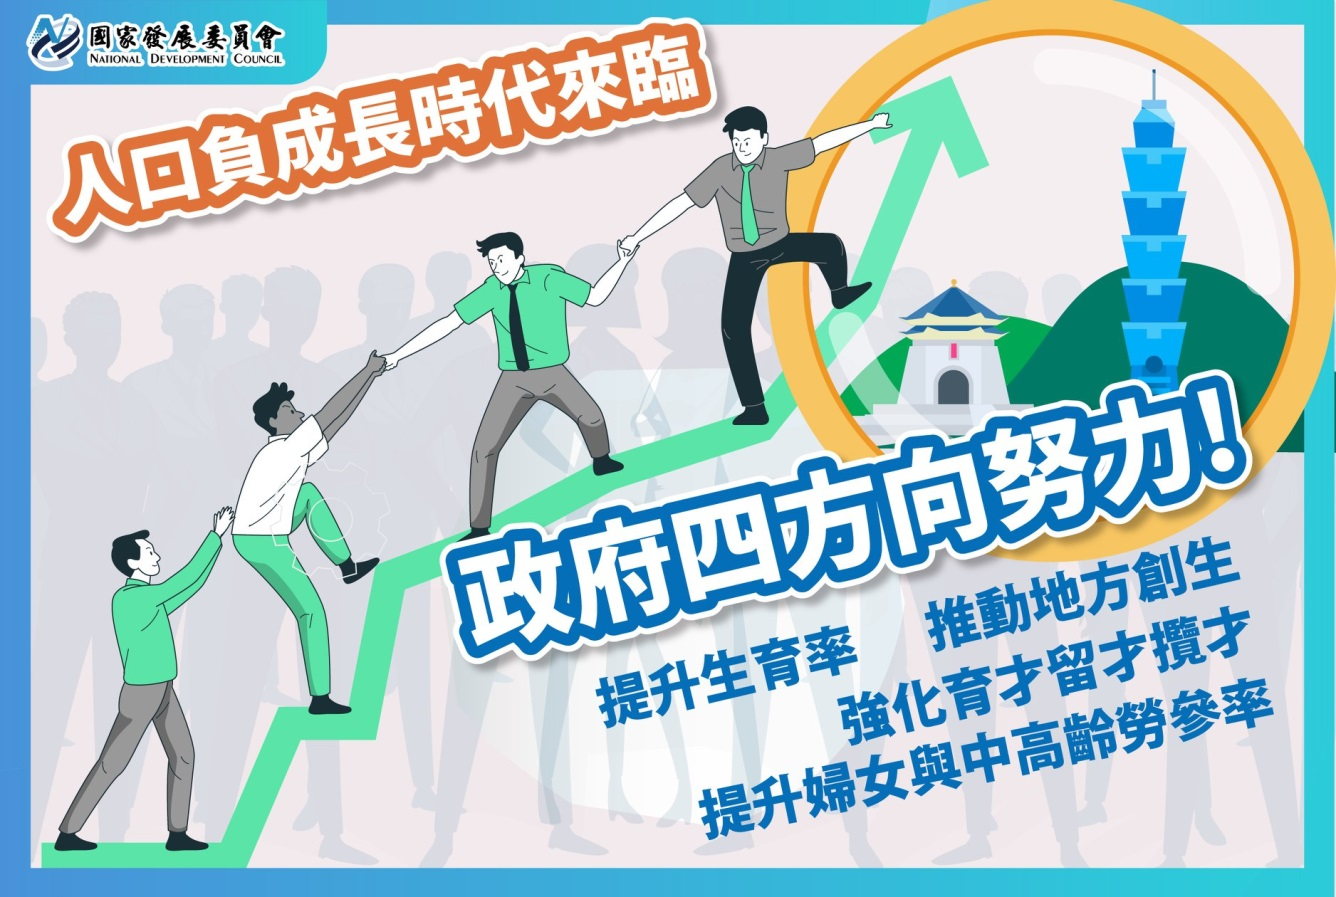 國家發展委員會
NATIONAL DEVELOPMENT COUNCIL
人口負成長時代來臨
政府四方向努力!
提升生育率
推動地方創生
強化育才留才攬才
提升婦女與中高齡勞參率